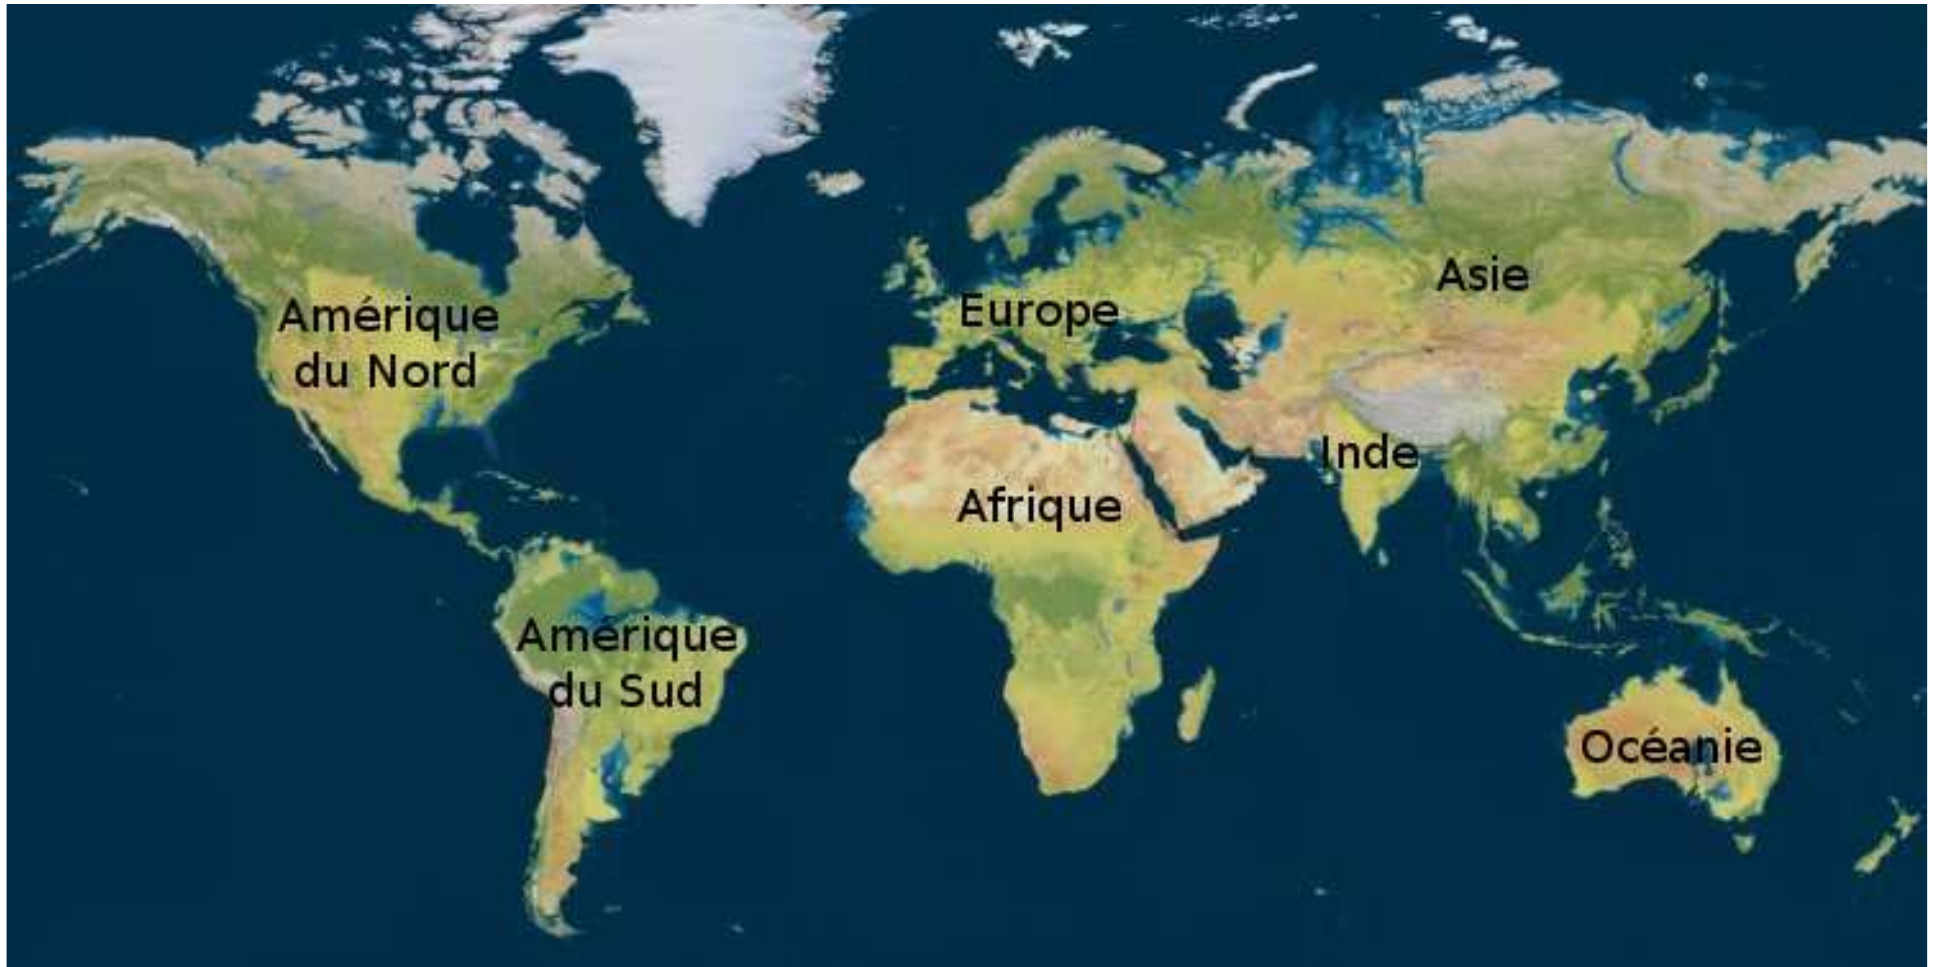 Asie
Europe
Amérique
du Nord
Inde
Afrique
Amérique
du Sud
Océanie